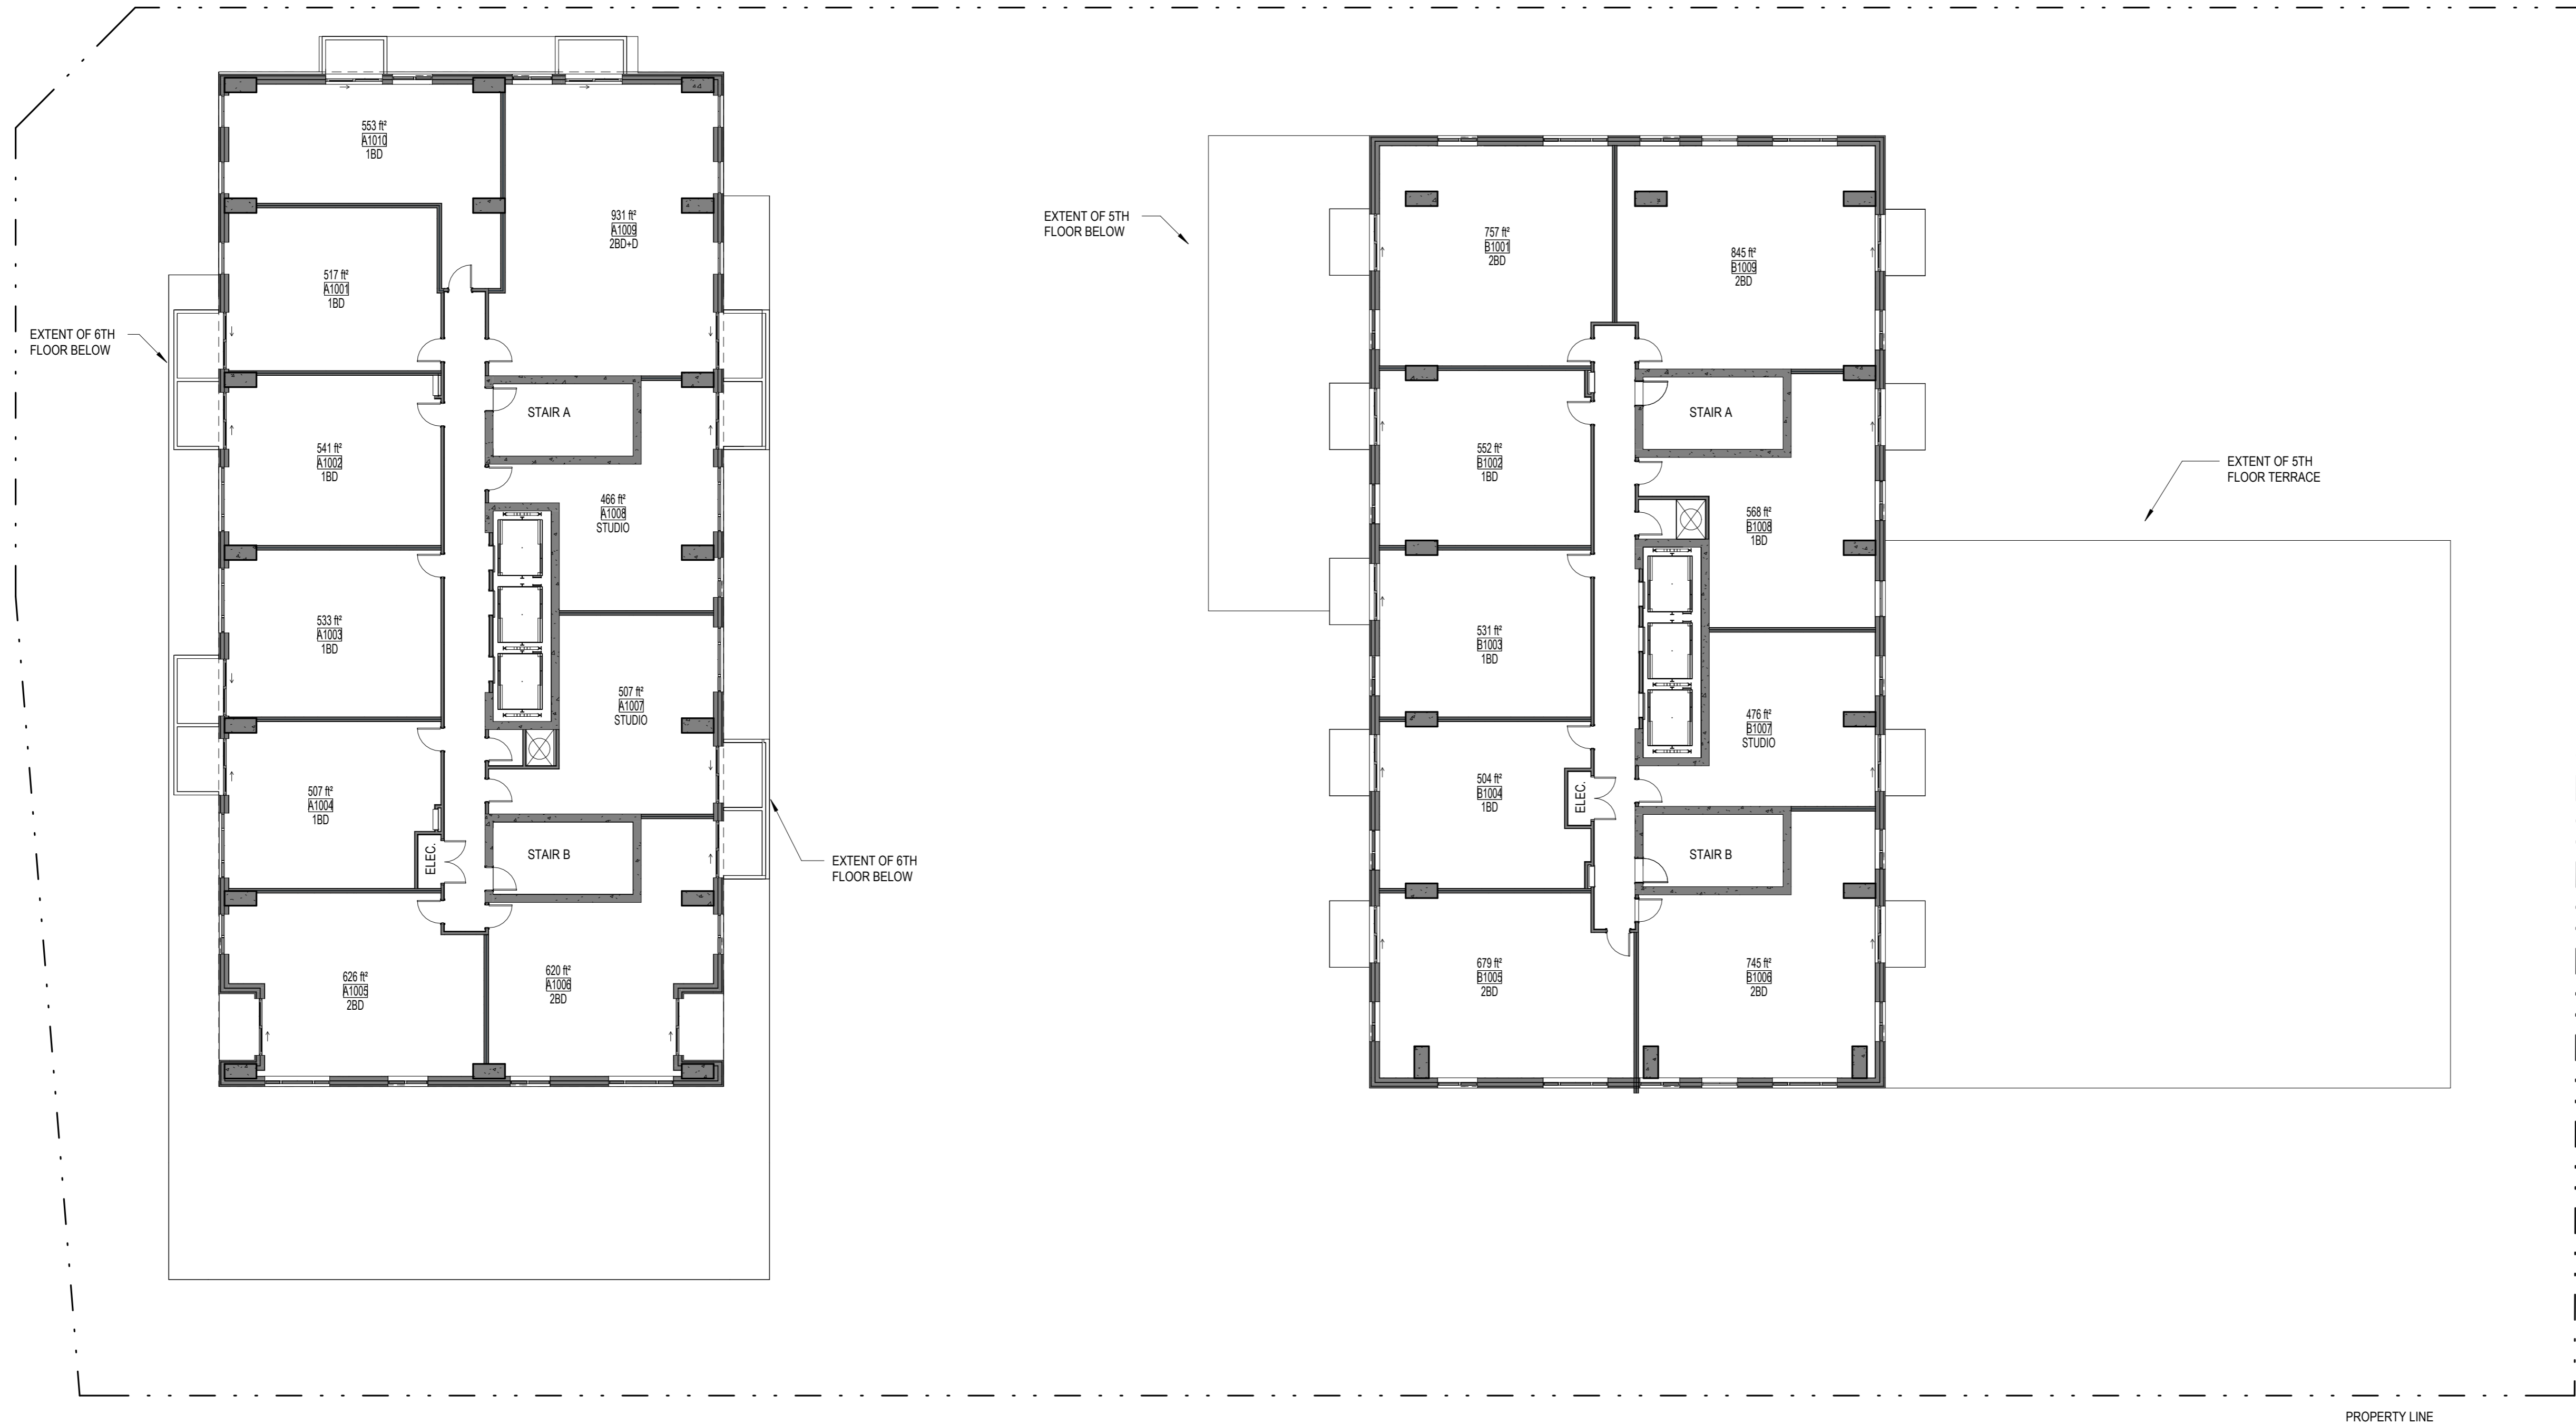 553 ft²
A1010
1BD
931 ft²
A1009
2BD+D
517 ft²
A1001
1BD
EXTENT OF 6TH
FLOOR BELOW
STAIR A
541 ft²
A1002
1BD
466 ft²
A1008
STUDIO
533 ft²
A1003
1BD
507 ft²
A1007
STUDIO
507 ft²
A1004
1BD
ELEC.
STAIR B
EXTENT OF 6TH
FLOOR BELOW
626 ft²
A1005
2BD
620 ft²
A1006
2BD
EXTENT OF 5TH
FLOOR BELOW
757 ft²
B1001
2BD
845 ft²
B1009
2BD
STAIR A
552 ft²
B1002
1BD
EXTENT OF 5TH
FLOOR TERRACE
568 ft²
B1008
1BD
531 ft²
B1003
1BD
476 ft²
B1007
STUDIO
504 ft²
B1004
1BD
ELEC.
STAIR B
679 ft²
B1005
2BD
745 ft²
B1006
2BD
PROPERTY LINE